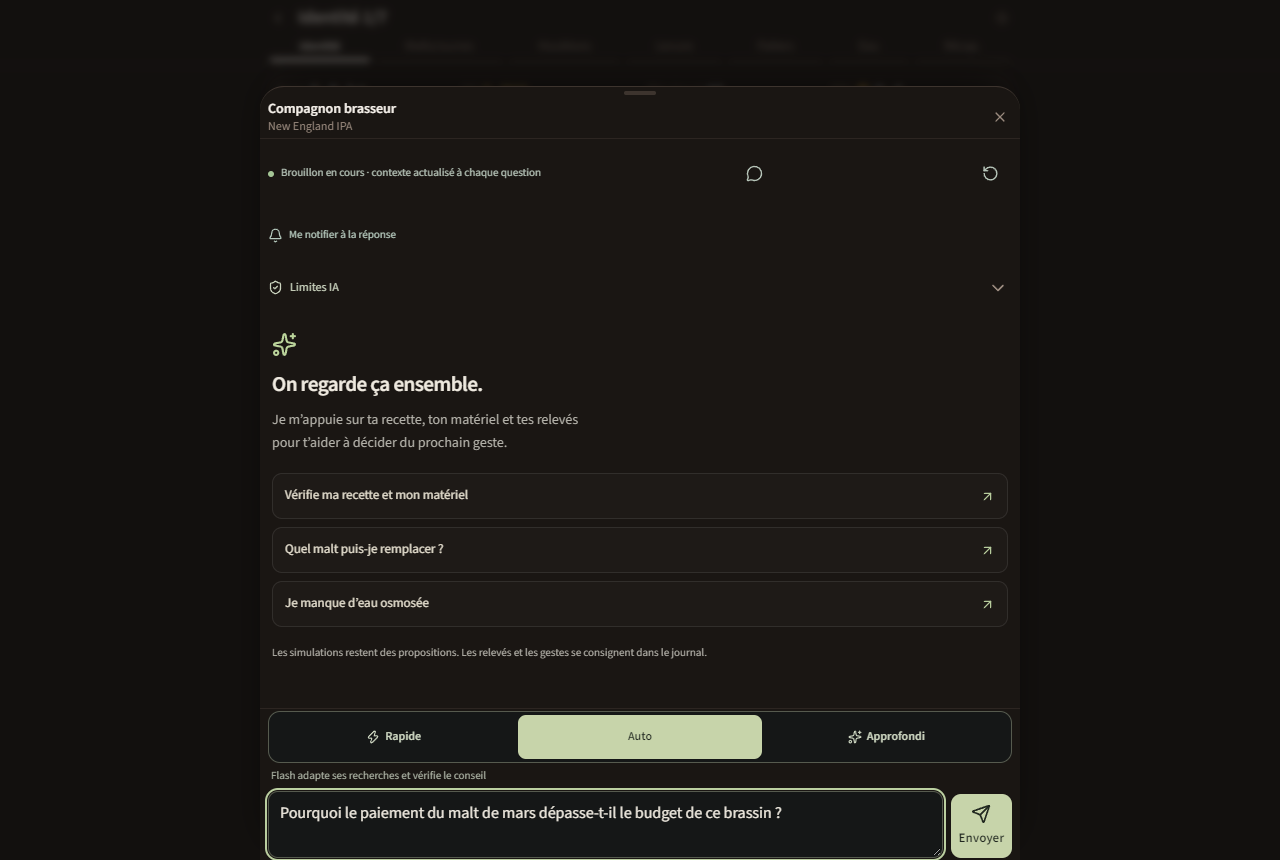 Compagnon brasseur
New England IPA
Brouillon en cours · contexte actualisé à chaque question
Me notifier à la réponse
Limites IA
On regarde ça ensemble.
Je m’appuie sur ta recette, ton matériel et tes relevés
pour t’aider à décider du prochain geste.
Vérifie ma recette et mon matériel
Quel malt puis-je remplacer ?
Je manque d’eau osmosée
Les simulations restent des propositions. Les relevés et les gestes se consignent dans le journal.
Rapide
Auto
Approfondi
Flash adapte ses recherches et vérifie le conseil
Pourquoi le paiement du malt de mars dépasse-t-il le budget de ce brassin ?
Envoyer